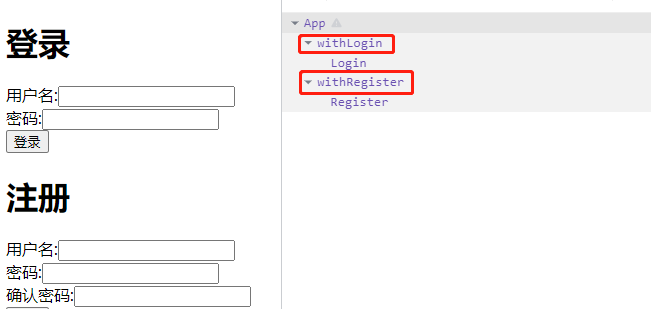 登录
用户名:
密码:
登录
注册
用户名:
密码:
确认密码:
App
withLogin
Login
withRegister
Register